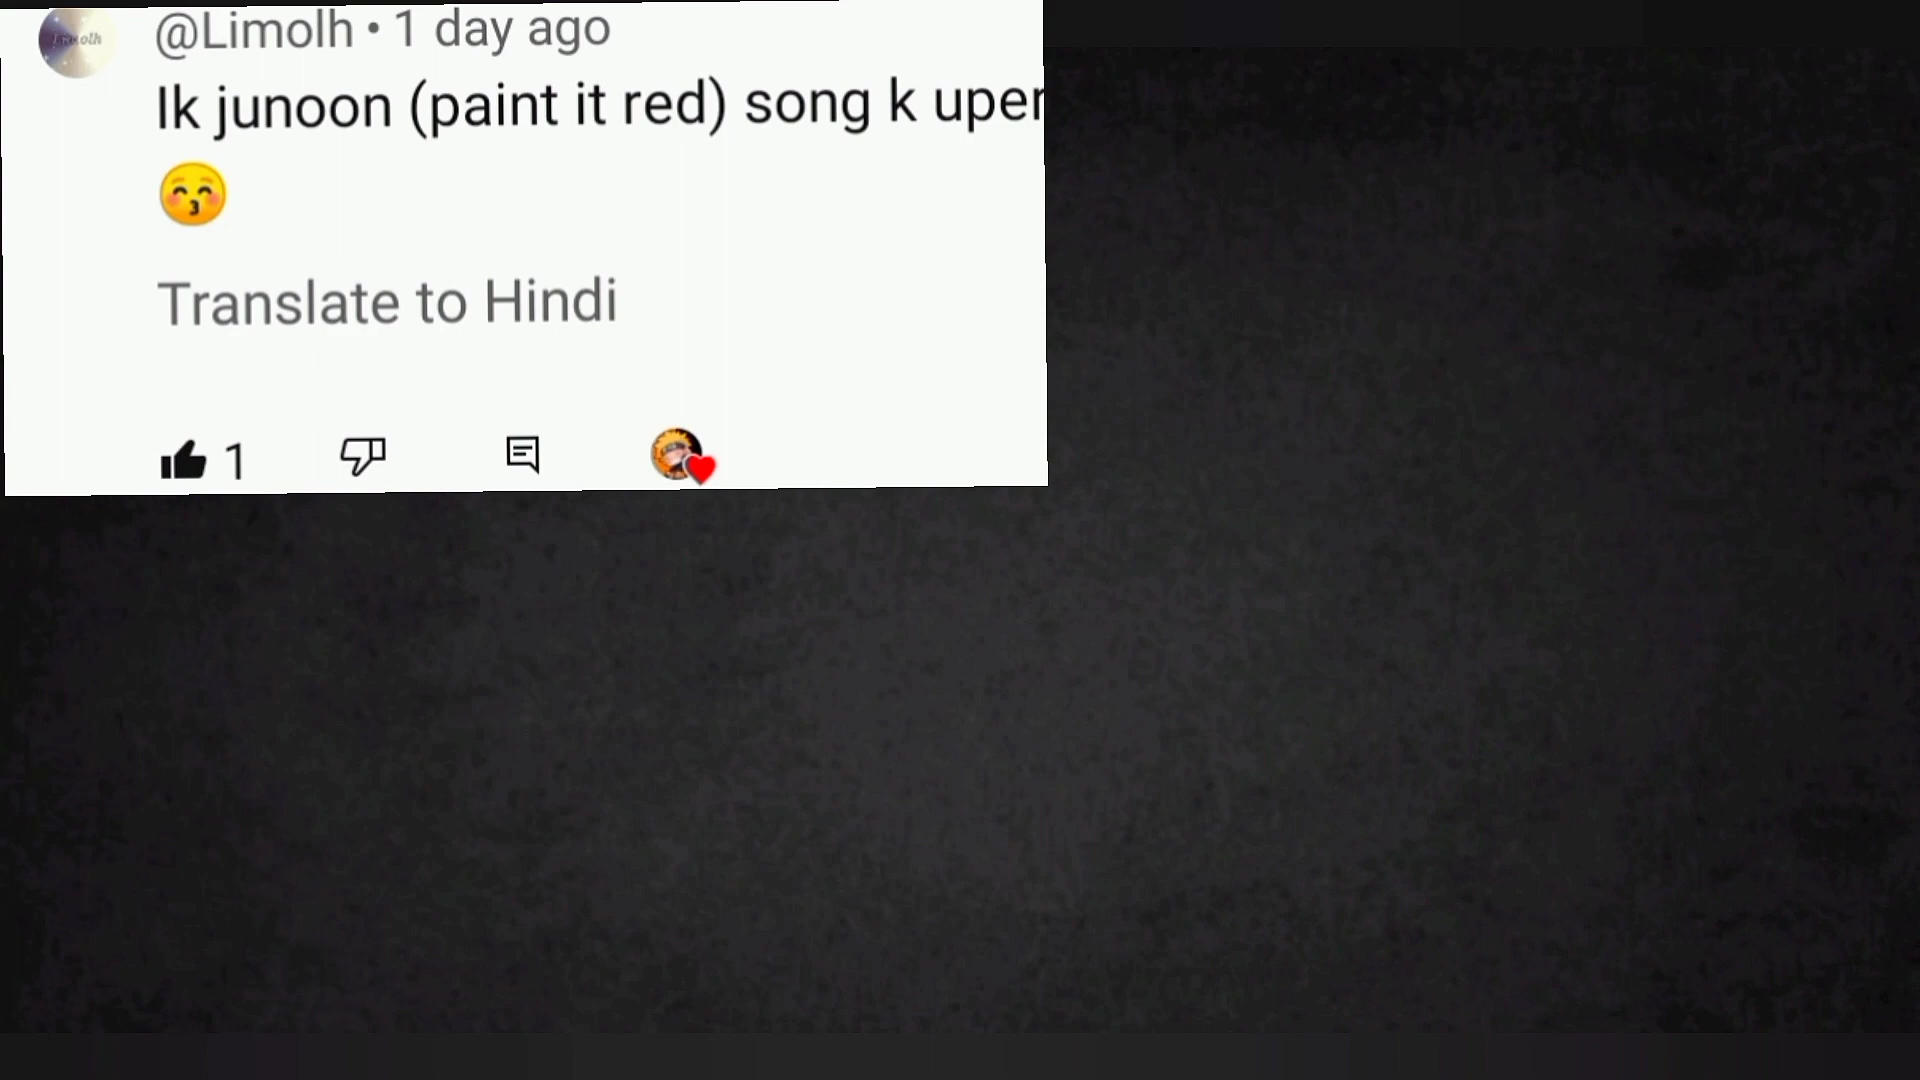 @Limolh • 1 day ago
Ik junoon (paint it red) song k uper
😚
Translate to Hindi
1